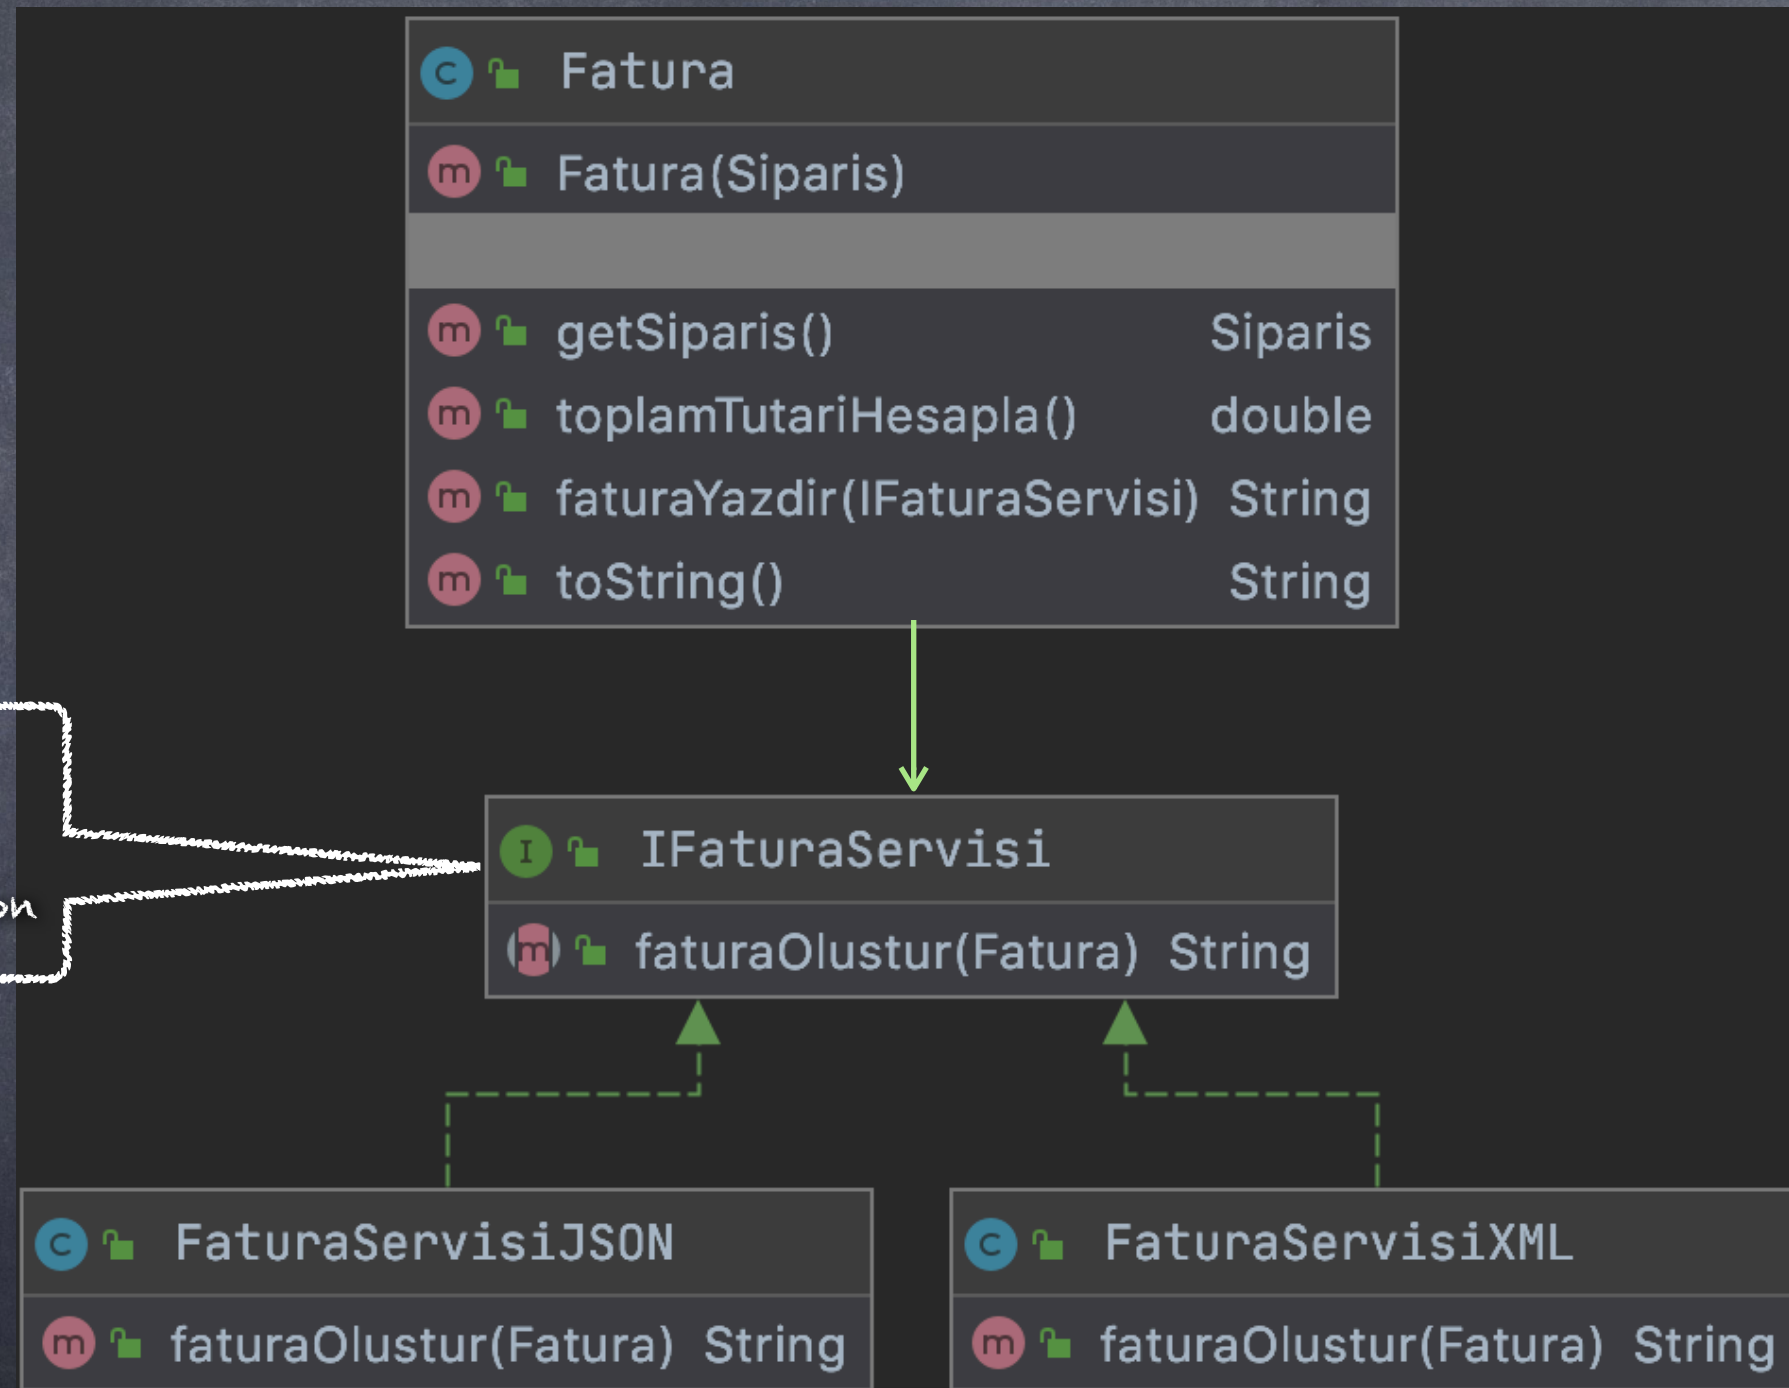 Fatura
Fatura(Siparis)
getSiparis() Siparis
toplamTutariHesapla() double
faturaYazdir(IFaturaServisi) String
toString() String
IFaturaServisi
faturaOlustur(Fatura) String
FaturaServisiJSON
faturaOlustur(Fatura) String
FaturaServisiXML
faturaOlustur(Fatura) String